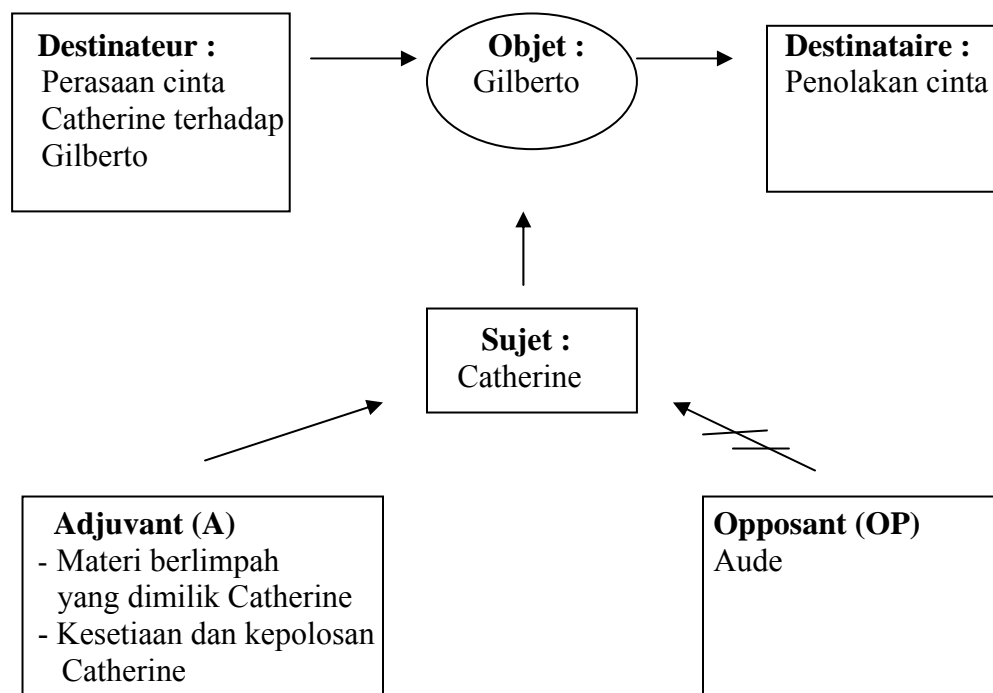 Destinateur :
Perasaan cinta
Catherine terhadap
Gilberto
Objet :
Gilberto
Destinataire :
Penolakan cinta
Sujet :
Catherine
Adjuvant (A)
- Materi berlimpah
yang dimilik Catherine
- Kesetiaan dan kepolosan
Catherine
Opposant (OP)
Aude